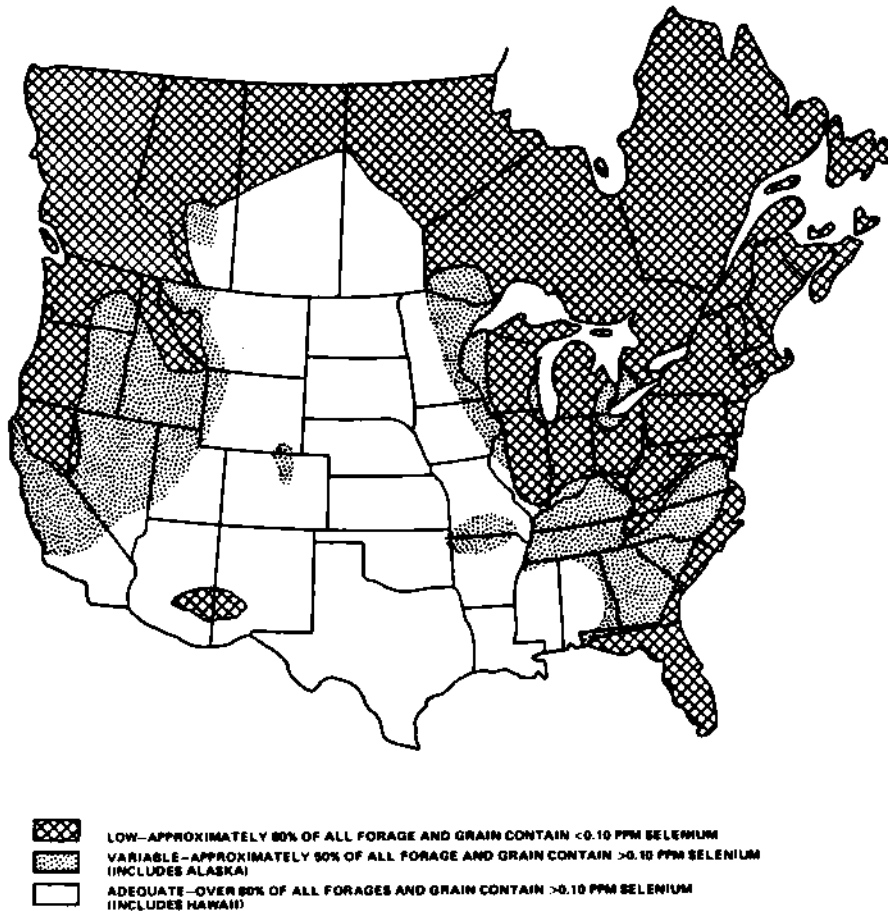 LOW—APPROXIMATELY 80% OF ALL FORAGE AND GRAIN CONTAIN <0.10 PPM SELENIUM
VARIABLE—APPROXIMATELY 50% OF ALL FORAGE AND GRAIN CONTAIN >0.10 PPM SELENIUM
(INCLUDES ALASKA)
ADEQUATE—OVER 80% OF ALL FORAGES AND GRAIN CONTAIN >0.10 PPM SELENIUM
(INCLUDES HAWAII)